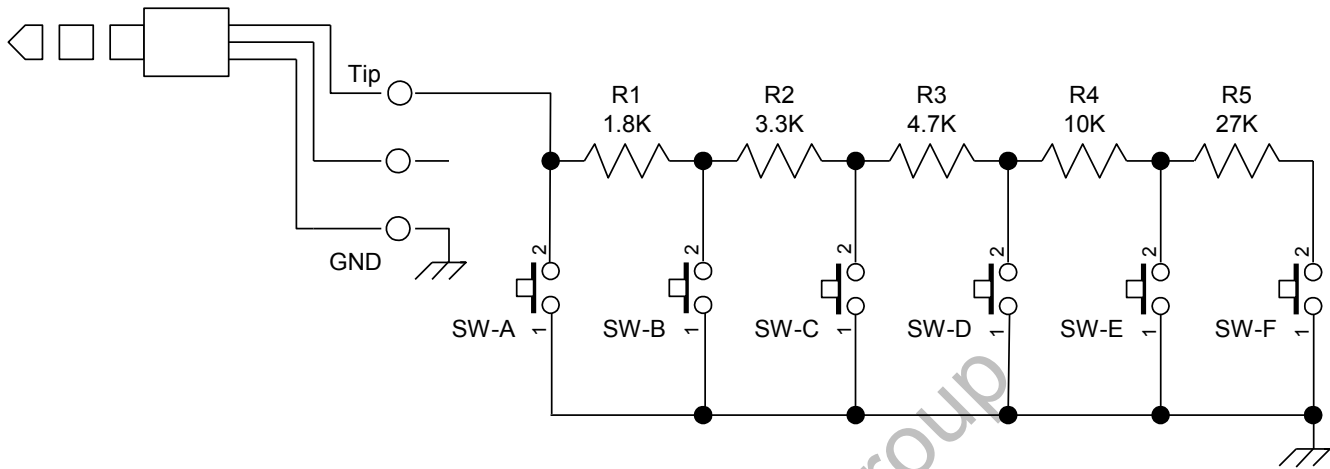 Tip
GND
R1
1.8K
R2
3.3K
R3
4.7K
R4
10K
R5
27K
2
1
SW-A
2
1
SW-B
2
1
SW-C
2
1
SW-D
2
1
SW-E
2
1
SW-F